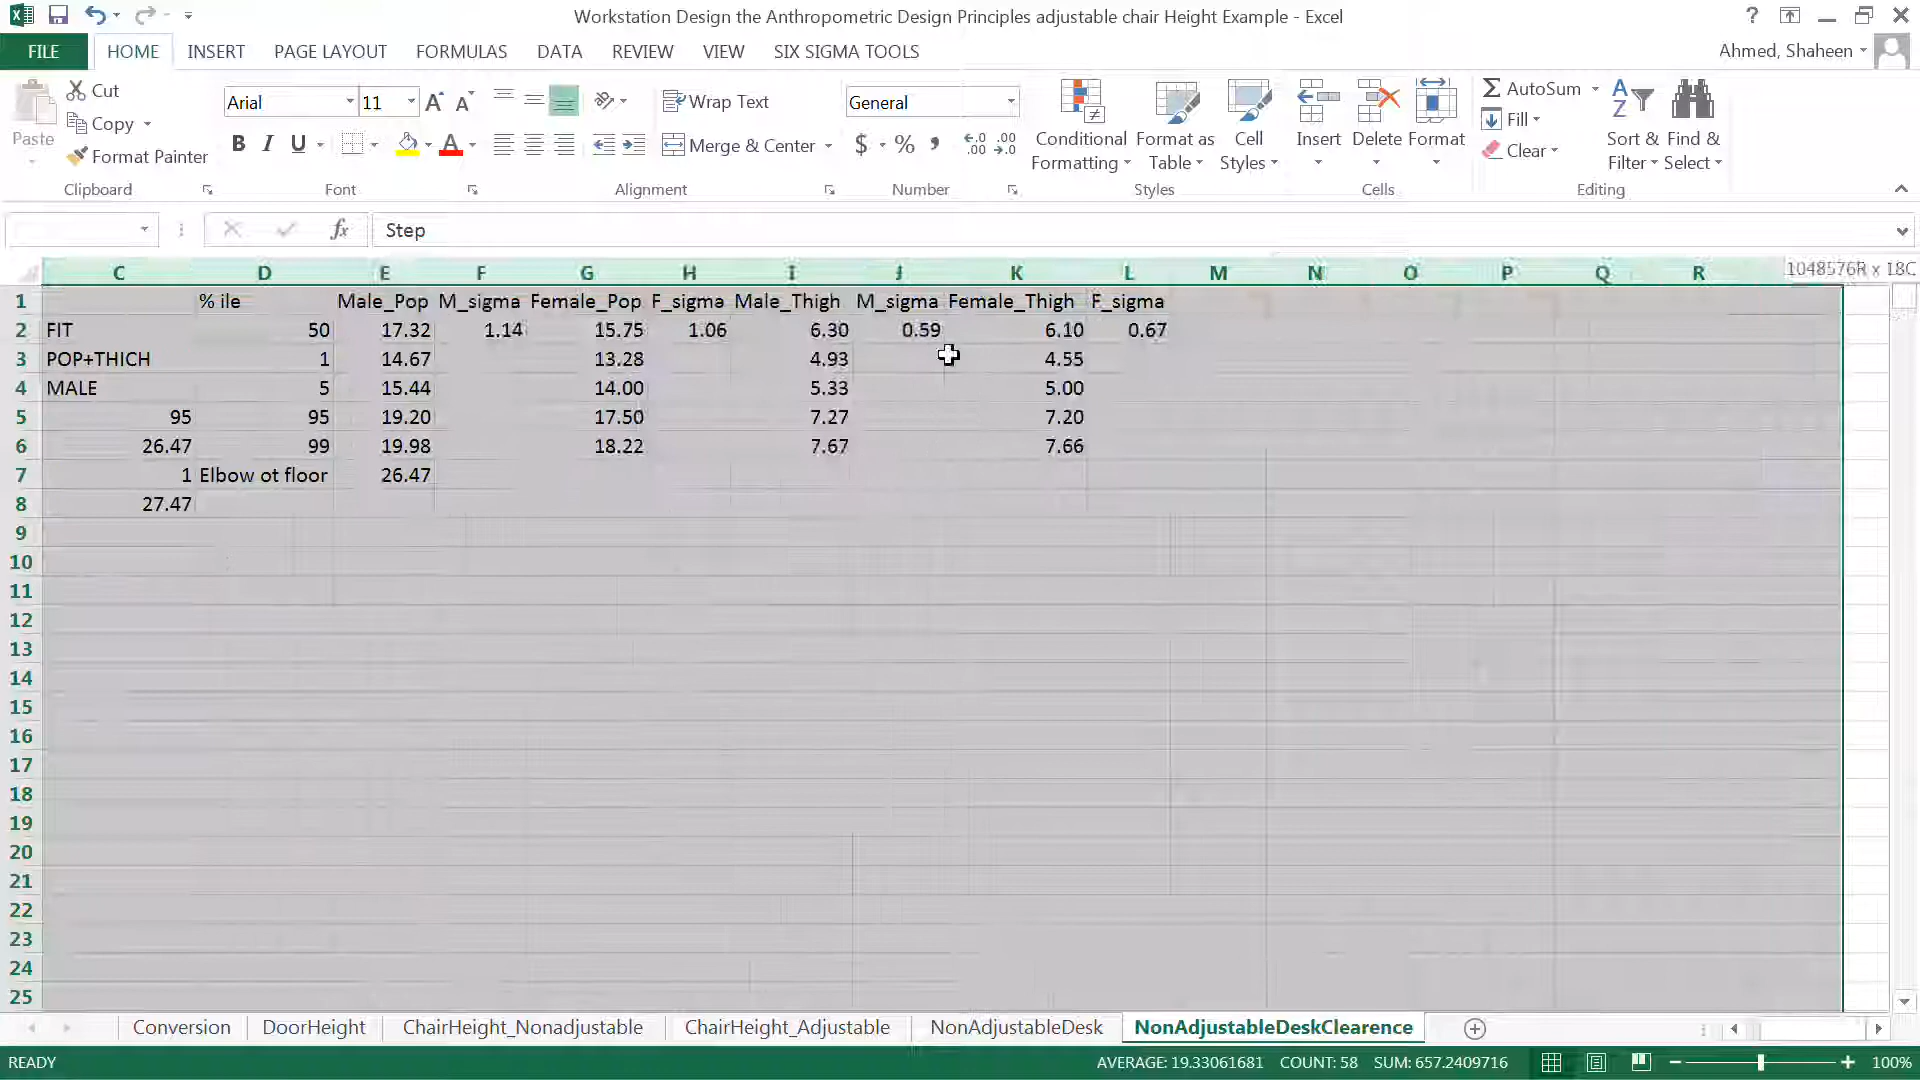 Workstation Design the Anthropometric Design Principles adjustable chair Height Example - Excel
FILE HOME INSERT PAGE LAYOUT FORMULAS DATA REVIEW VIEW SIX SIGMA TOOLS Ahmed, Shaheen
Paste Cut Copy Format Painter
Clipboard
Arial 11
B I U
Font
Wrap Text
Merge & Center
Alignment
General
$ % ,
Number
Conditional Formatting
Format as Table
Cell Styles
Styles
Insert Delete Format
Cells
AutoSum
Fill
Clear
Sort & Filter
Find & Select
Editing
fx Step
C D E F G H I J K L M N O P Q R 1048576R x 18C
1 % ile Male_Pop M_sigma Female_Pop F_sigma Male_Thigh M_sigma Female_Thigh F_sigma
2 FIT 50 17.32 1.14 15.75 1.06 6.30 0.59 6.10 0.67
3 POP+THICH 1 14.67 13.28 4.93 4.55
4 MALE 5 15.44 14.00 5.33 5.00
5 95 95 19.20 17.50 7.27 7.20
6 26.47 99 19.98 18.22 7.67 7.66
7 1 Elbow ot floor 26.47
8 27.47
9
10
11
12
13
14
15
16
17
18
19
20
21
22
23
24
25
Conversion DoorHeight ChairHeight_Nonadjustable ChairHeight_Adjustable NonAdjustableDesk NonAdjustableDeskClearence
READY AVERAGE: 19.33061681 COUNT: 58 SUM: 657.2409716 100%